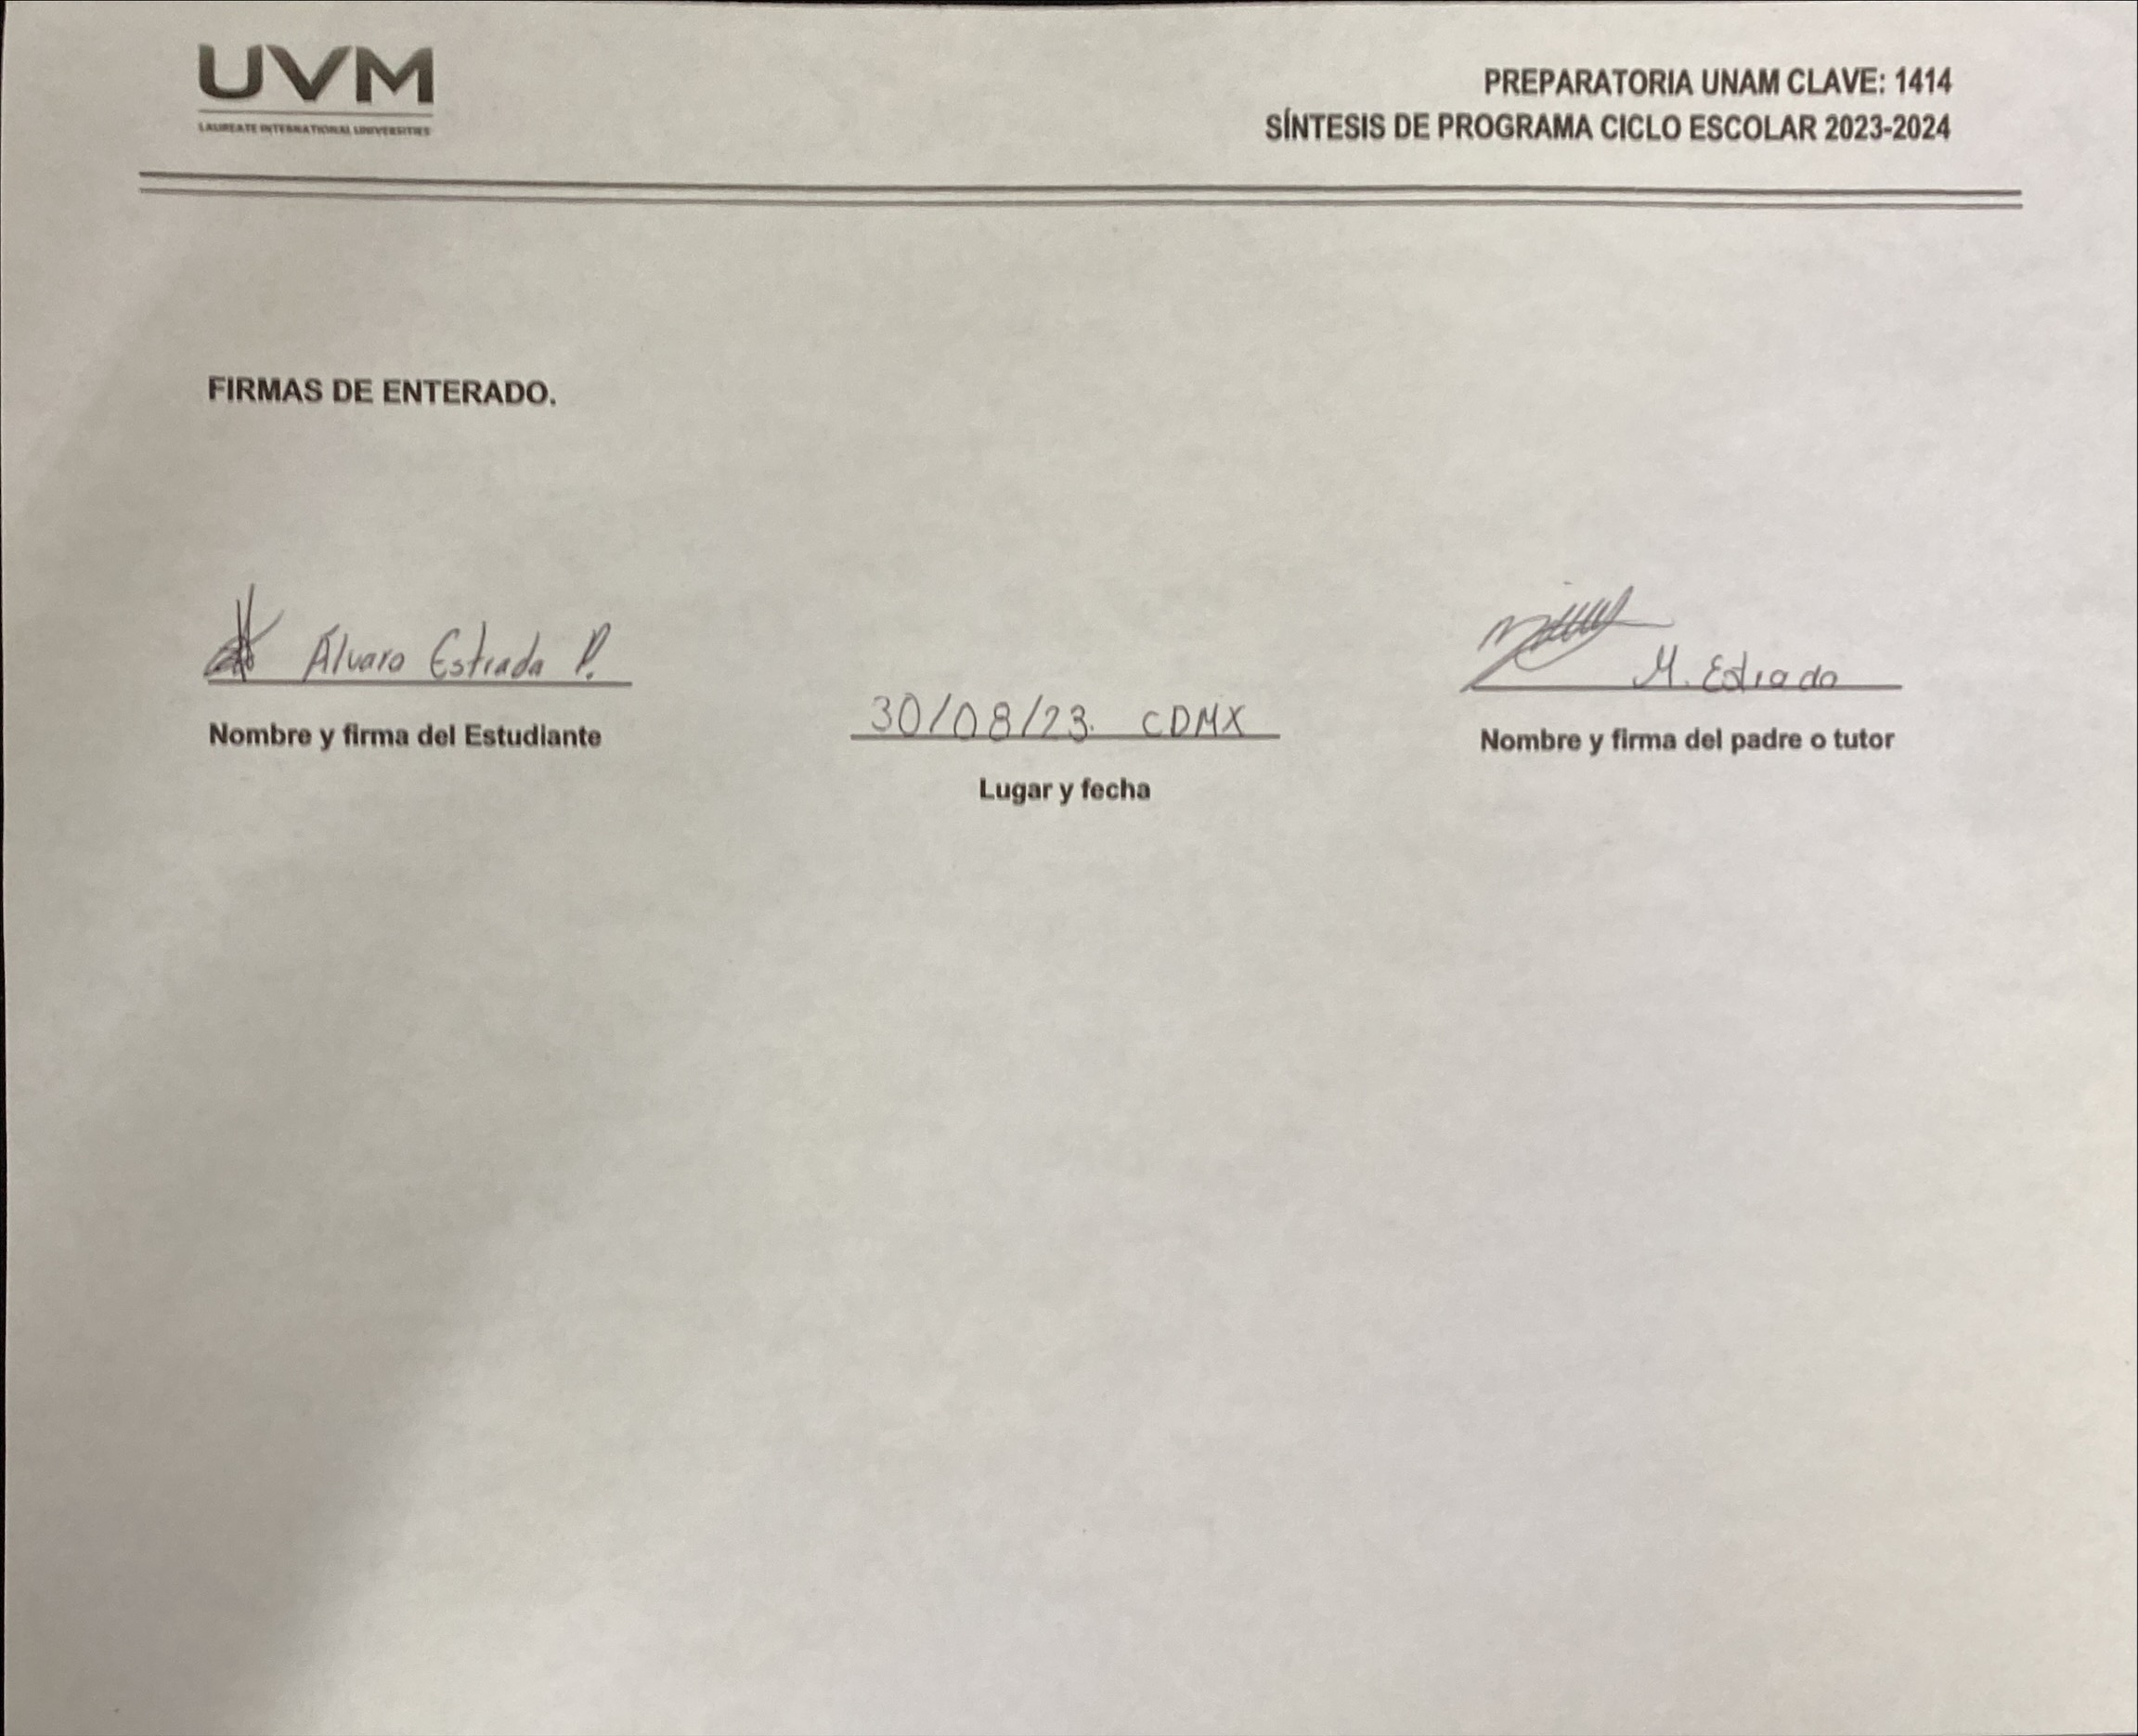 UVM
LAUREATE INTERNATIONAL UNIVERSITIES
PREPARATORIA UNAM CLAVE: 1414
SÍNTESIS DE PROGRAMA CICLO ESCOLAR 2023-2024
FIRMAS DE ENTERADO.
Álvaro Estrada P.
Nombre y firma del Estudiante
30/08/23. CDMX
Lugar y fecha
M. Estrada
Nombre y firma del padre o tutor